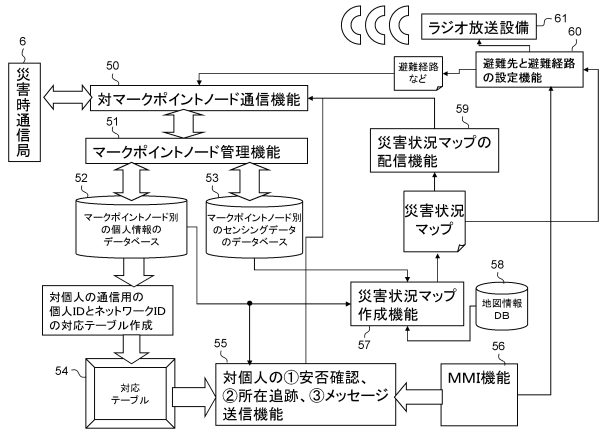 61
ラジオ放送設備
6
災害時通信局
50
対マークポイントノード通信機能
避難経路
など
60
避難先と避難経路
の設定機能
51
マークポイントノード管理機能
59
災害状況マップの
配信機能
52
マークポイントノード別
の個人情報の
データベース
53
マークポイントノード別
のセンシングデータ
のデータベース
災害状況
マップ
対個人の通信用の
個人IDとネットワークID
の対応テーブル作成
災害状況マップ
作成機能
57
58
地図情報
DB
54
対応
テーブル
55
対個人の①安否確認、
②所在追跡、③メッセージ
送信機能
56
MMI機能